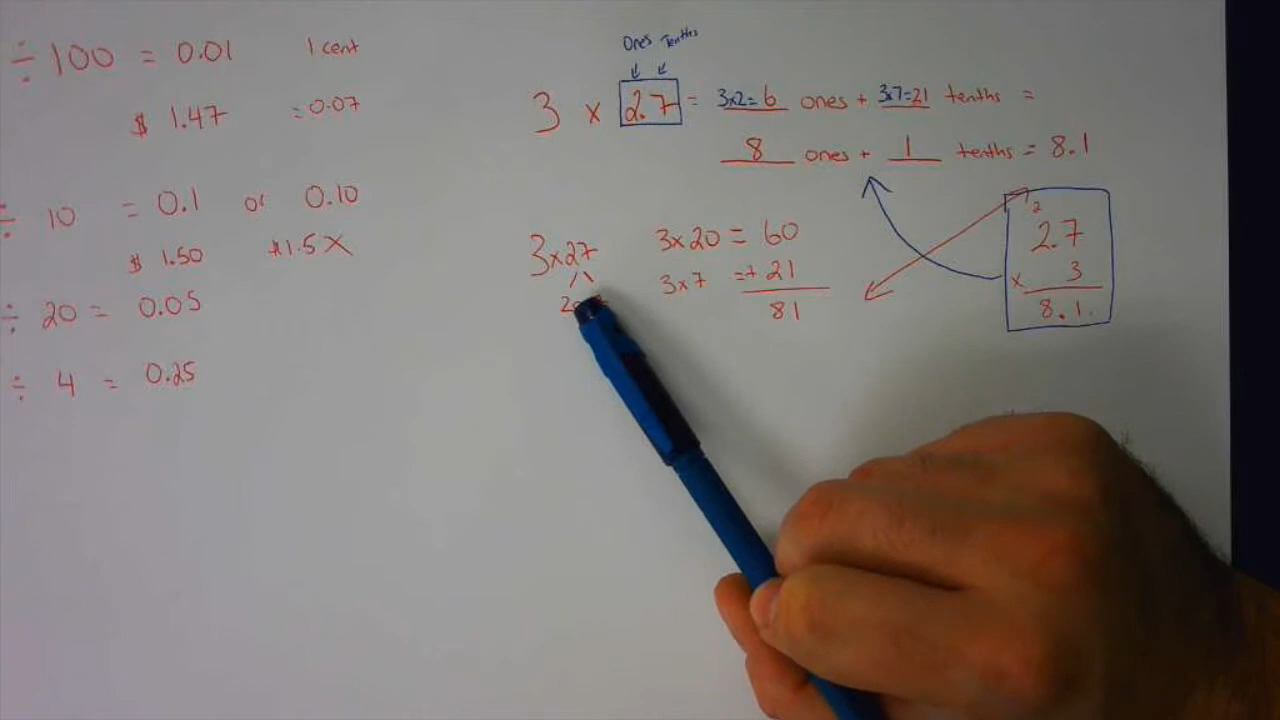 ÷ 100 = 0.01 1 cent
$ 1.47 = 0.07
÷ 10 = 0.1 or 0.10
$ 1.50 $1.5X
÷ 20 = 0.05
÷ 4 = 0.25
Ones Tenths
3 x 2.7 = 3x2=6 ones + 3x7=21 tenths =
8 ones + 1 tenths = 8.1
3x27
3x20 = 60
3x7 =+ 21
81
2
2.7
x 3
8.1